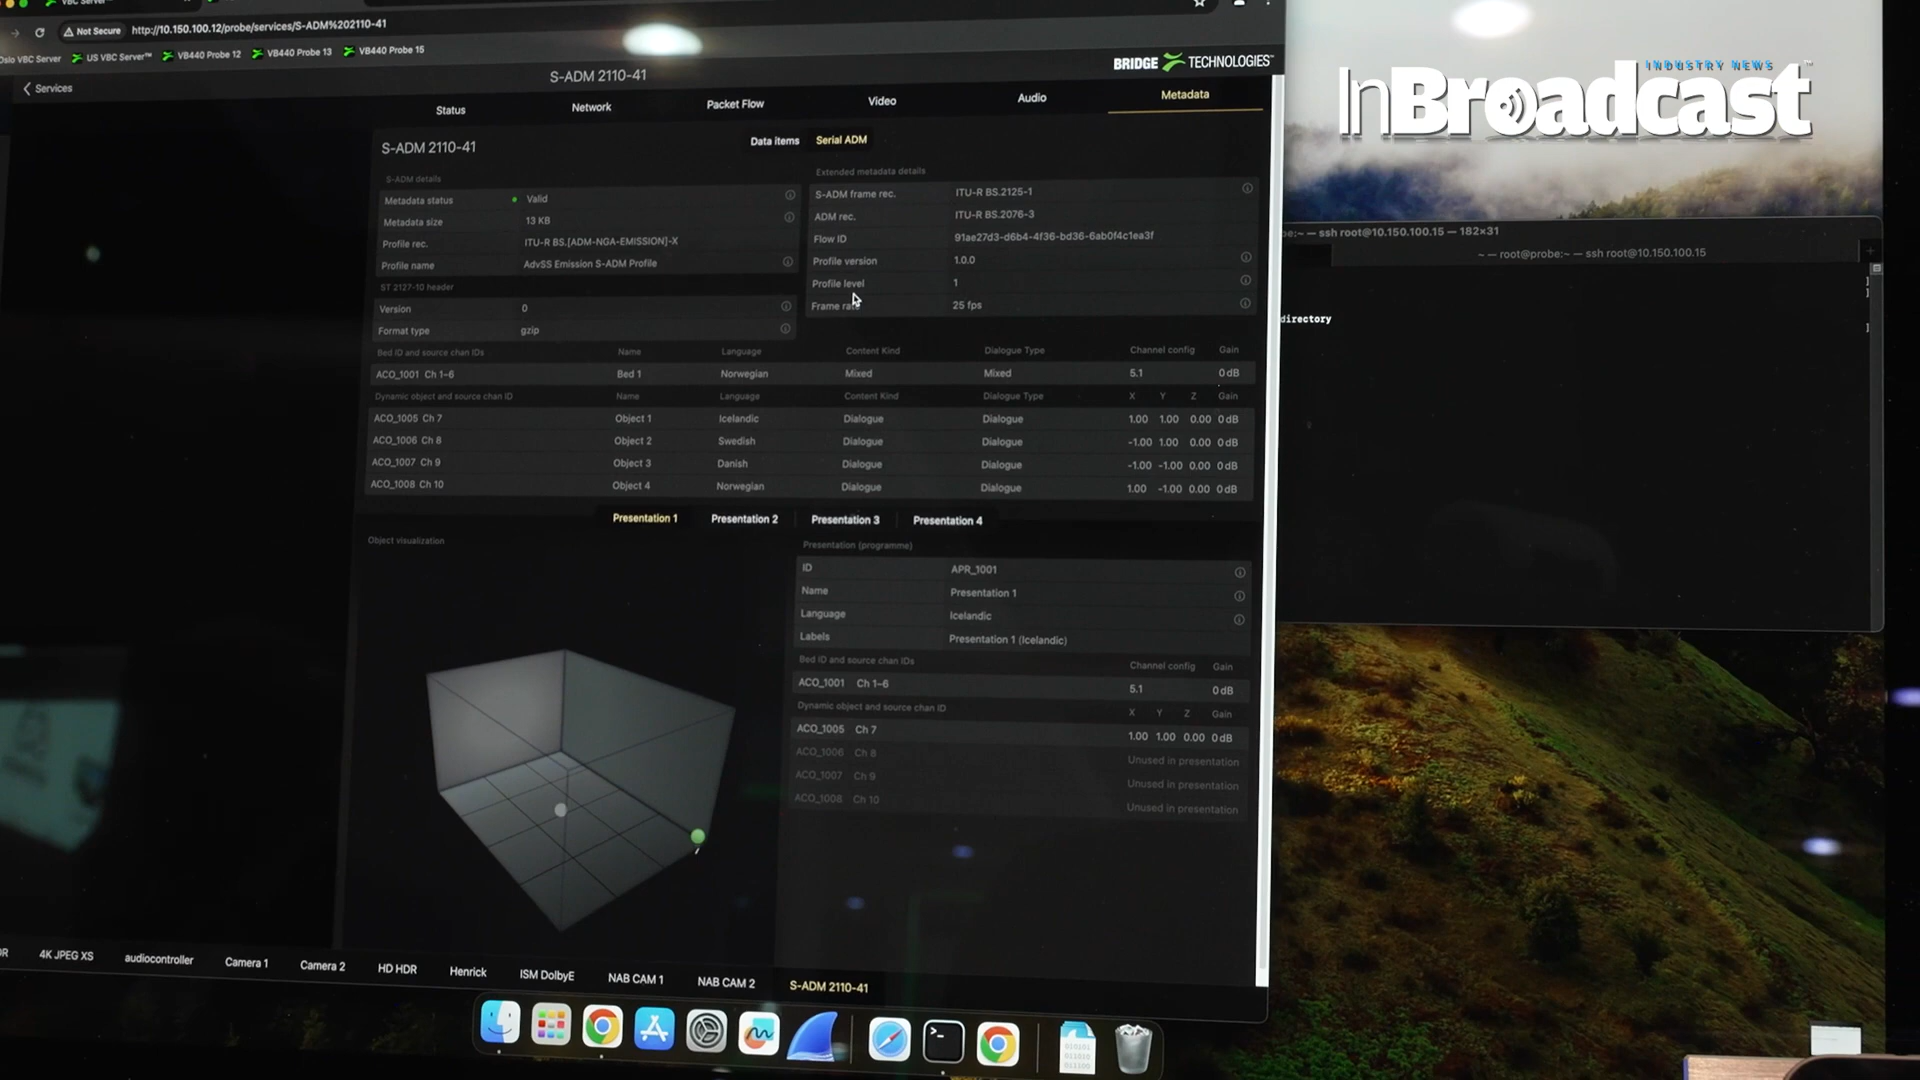 VBC Server
Not Secure http://10.150.100.12/probe/services/S-ADM%202110-41
Oslo VBC Server US VBC Server™ VB440 Probe 12 VB440 Probe 13 VB440 Probe 15
INDUSTRY NEWS
InBroadcast™
Services
S-ADM 2110-41
BRIDGE TECHNOLOGIES™
Status Network Packet Flow Video Audio Metadata
S-ADM 2110-41
Data items Serial ADM
S-ADM details
Metadata status Valid
Metadata size 13 KB
Profile rec. ITU-R BS.[ADM-NGA-EMISSION]-X
Profile name AdvSS Emission S-ADM Profile
ST 2127-10 header
Version 0
Format type gzip
Extended metadata details
S-ADM frame rec. ITU-R BS.2125-1
ADM rec. ITU-R BS.2076-3
Flow ID 91ae27d3-d6b4-4f36-bd36-6ab0f4c1ea3f
Profile version 1.0.0
Profile level 1
Frame rate 25 fps
Bed ID and source chan IDs Name Language Content Kind Dialogue Type Channel config Gain
ACO_1001 Ch 1-6 Bed 1 Norwegian Mixed Mixed 5.1 0 dB
Dynamic object and source chan ID Name Language Content Kind Dialogue Type X Y Z Gain
ACO_1005 Ch 7 Object 1 Icelandic Dialogue Dialogue 1.00 1.00 0.00 0 dB
ACO_1006 Ch 8 Object 2 Swedish Dialogue Dialogue -1.00 1.00 0.00 0 dB
ACO_1007 Ch 9 Object 3 Danish Dialogue Dialogue -1.00 -1.00 0.00 0 dB
ACO_1008 Ch 10 Object 4 Norwegian Dialogue Dialogue 1.00 -1.00 0.00 0 dB
Presentation 1 Presentation 2 Presentation 3 Presentation 4
Object visualization
Presentation (programme)
ID APR_1001
Name Presentation 1
Language Icelandic
Labels Presentation 1 (Icelandic)
Bed ID and source chan IDs Channel config Gain
ACO_1001 Ch 1-6 5.1 0 dB
Dynamic object and source chan ID X Y Z Gain
ACO_1005 Ch 7 1.00 1.00 0.00 0 dB
ACO_1006 Ch 8 Unused in presentation
ACO_1007 Ch 9 Unused in presentation
ACO_1008 Ch 10 Unused in presentation
4K JPEG XS audiocontroller Camera 1 Camera 2 HD HDR Henrick ISM DolbyE NAB CAM 1 NAB CAM 2 S-ADM 2110-41
:~ — ssh root@10.150.100.15 — 182×31
~ — root@probe:~ — ssh root@10.150.100.15
directory
010101
011010
011100